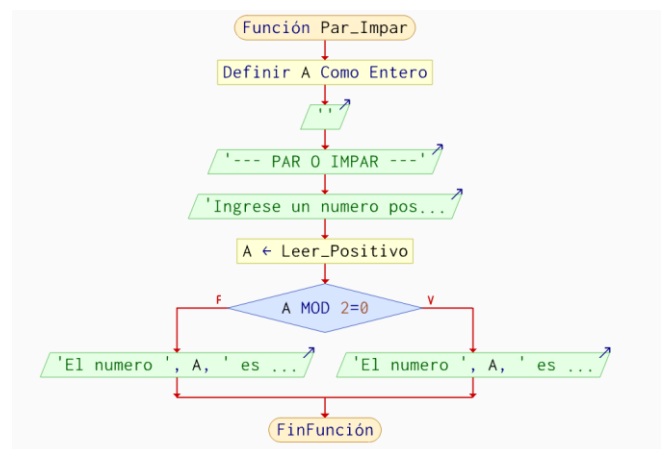 Función Par_Impar
Definir A Como Entero
''
'--- PAR O IMPAR ---'
'Ingrese un numero pos...
A ← Leer_Positivo
F
A MOD 2=0
V
'El numero ', A, ' es ...
'El numero ', A, ' es ...
FinFunción